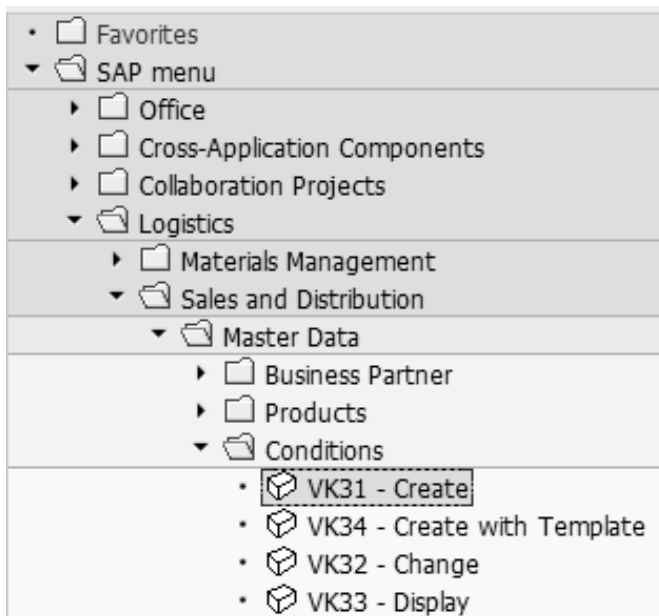 Favorites
SAP menu
Office
Cross-Application Components
Collaboration Projects
Logistics
Materials Management
Sales and Distribution
Master Data
Business Partner
Products
Conditions
VK31 - Create
VK34 - Create with Template
VK32 - Change
VK33 - Display